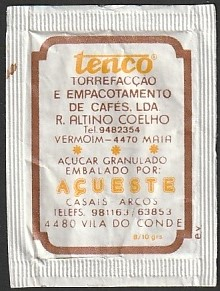 tenco
TORREFACÇÃO
E EMPACOTAMENTO
DE CAFÉS, LDA
R. ALTINO COELHO
Tel. 9482354
VERMOIM-4470 MAIA
AÇUCAR GRANULADO
EMBALADO POR:
AÇUESTE
CASAIS ARCOS
TELEFS. 981163/63853
4480 VILA DO CONDE
8/10 grs.
e.v.